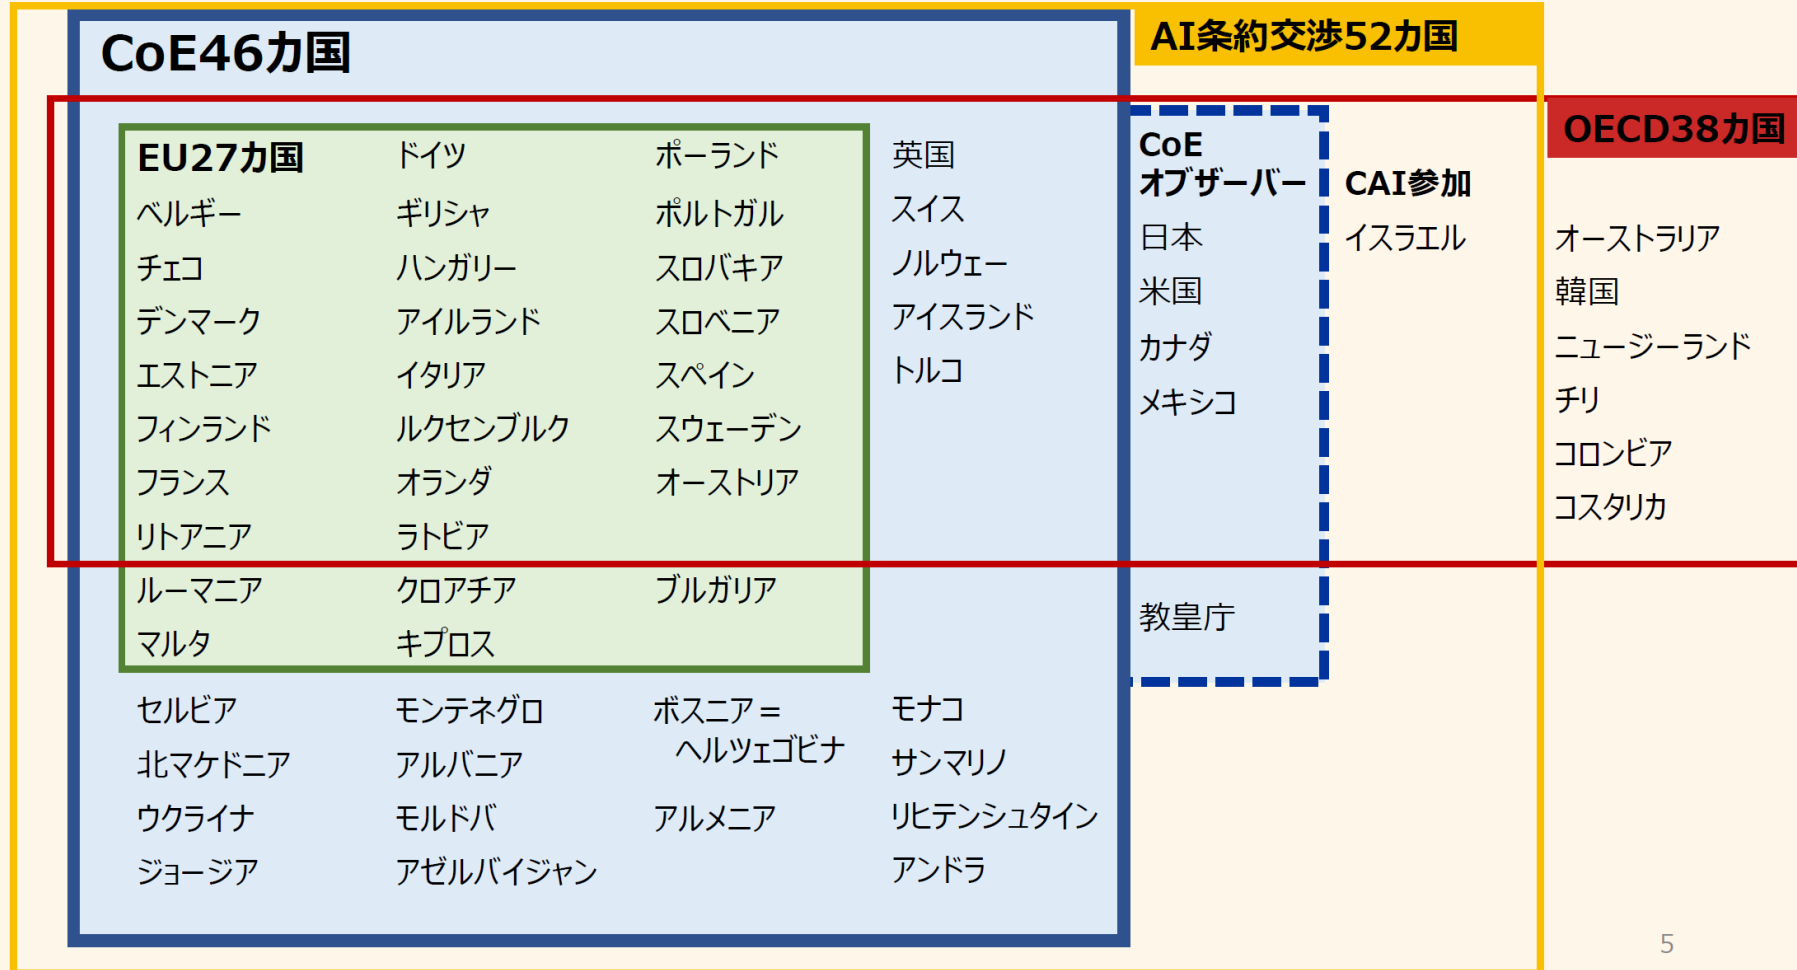 CoE46カ国
AI条約交渉52カ国
OECD38カ国
EU27カ国
ベルギー
チェコ
デンマーク
エストニア
フィンランド
フランス
リトアニア
ルーマニア
マルタ
ドイツ
ギリシャ
ハンガリー
アイルランド
イタリア
ルクセンブルク
オランダ
ラトビア
クロアチア
キプロス
ポーランド
ポルトガル
スロバキア
スロベニア
スペイン
スウェーデン
オーストリア
ブルガリア
英国
スイス
ノルウェー
アイスランド
トルコ
CoE
オブザーバー
日本
米国
カナダ
メキシコ
教皇庁
CAI参加
イスラエル
オーストラリア
韓国
ニュージーランド
チリ
コロンビア
コスタリカ
セルビア
北マケドニア
ウクライナ
ジョージア
モンテネグロ
アルバニア
モルドバ
アゼルバイジャン
ボスニア=
ヘルツェゴビナ
アルメニア
モナコ
サンマリノ
リヒテンシュタイン
アンドラ
5